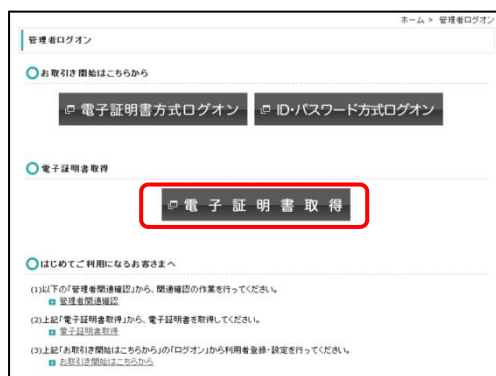 ホーム > 管理者ログオン
管理者ログオン
お取引き開始はこちらから
電子証明書方式ログオン
ID・パスワード方式ログオン
電子証明書取得
電子証明書取得
はじめてご利用になるお客さまへ
(1)以下の「管理者開通確認」から、開通確認の作業を行ってください。
管理者開通確認
(2)上記「電子証明書取得」から、電子証明書を取得してください。
電子証明書取得
(3)上記「お取引き開始はこちらから」の「ログオン」から利用者登録・設定を行ってください。
お取引き開始はこちらから